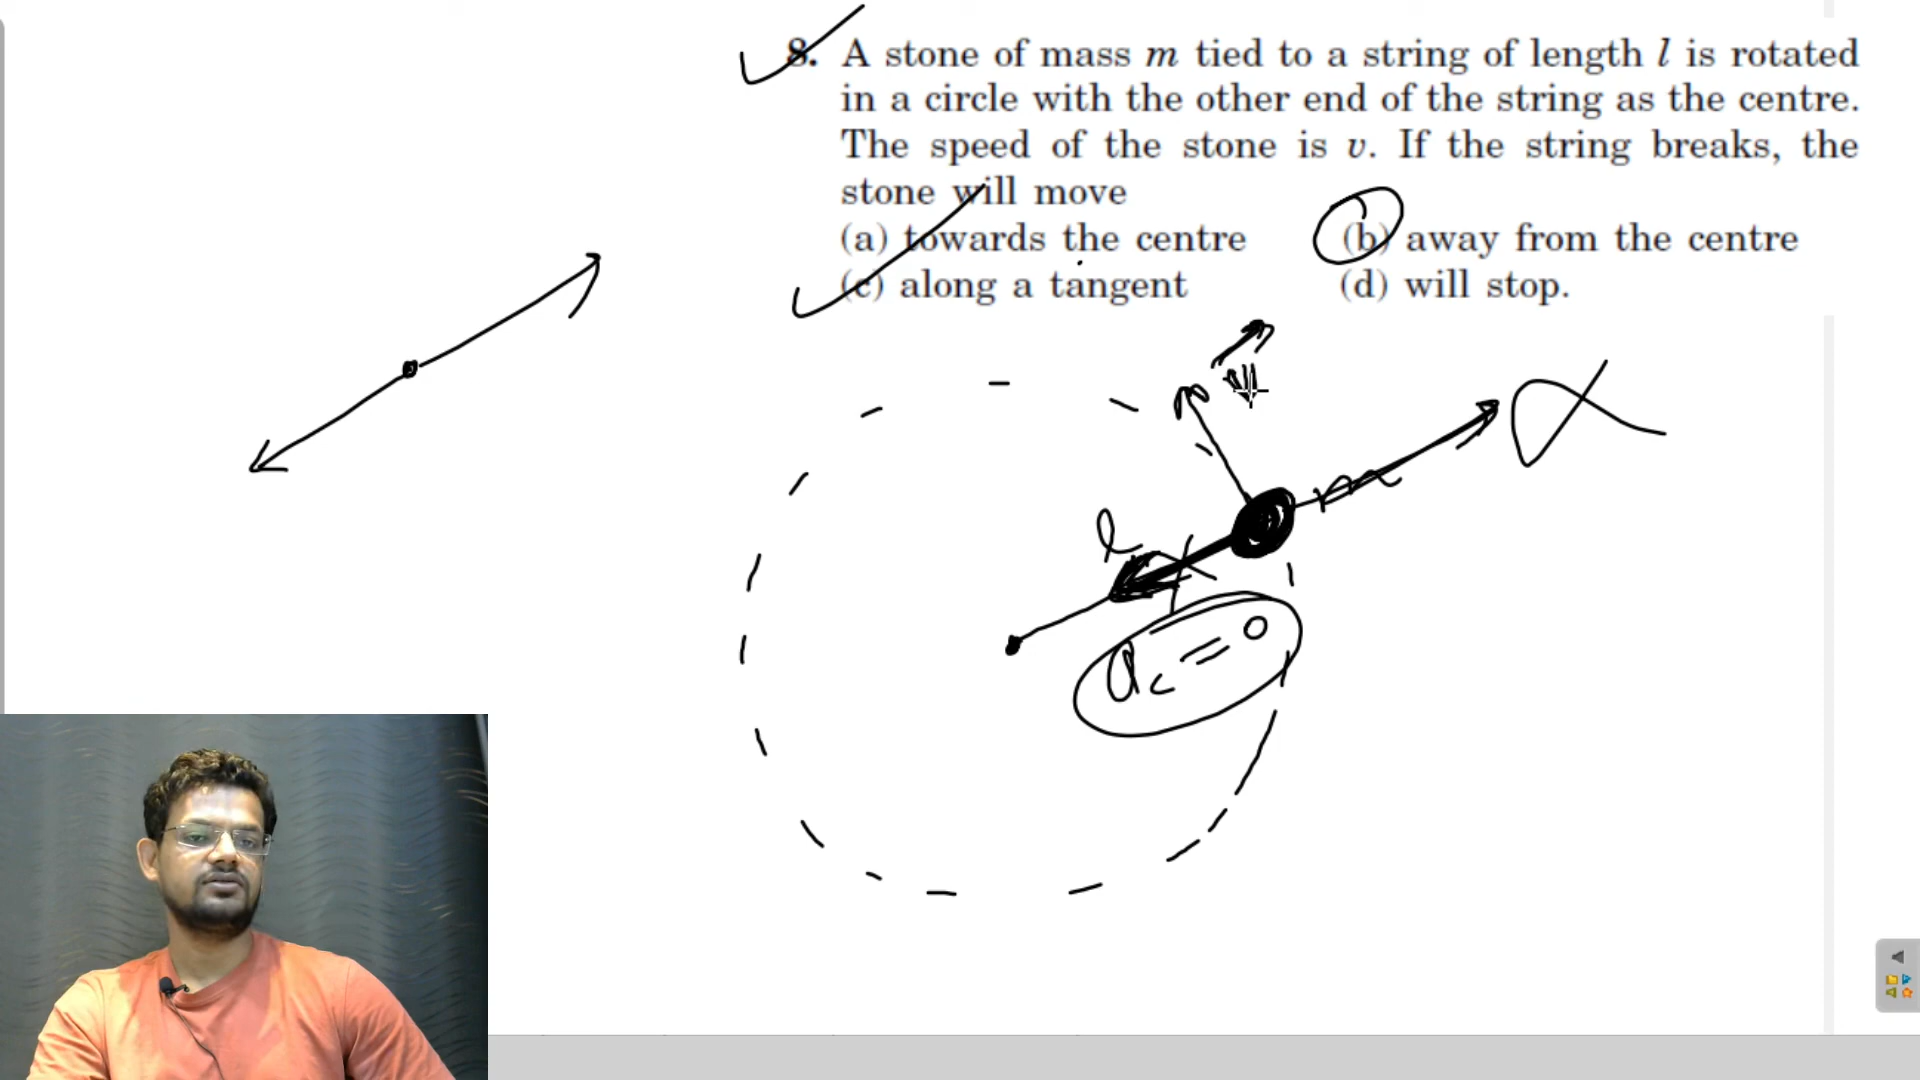 8. A stone of mass m tied to a string of length l is rotated
in a circle with the other end of the string as the centre.
The speed of the stone is v. If the string breaks, the
stone will move
(a) towards the centre (b) away from the centre
(c) along a tangent (d) will stop.
m
l
a_c = 0